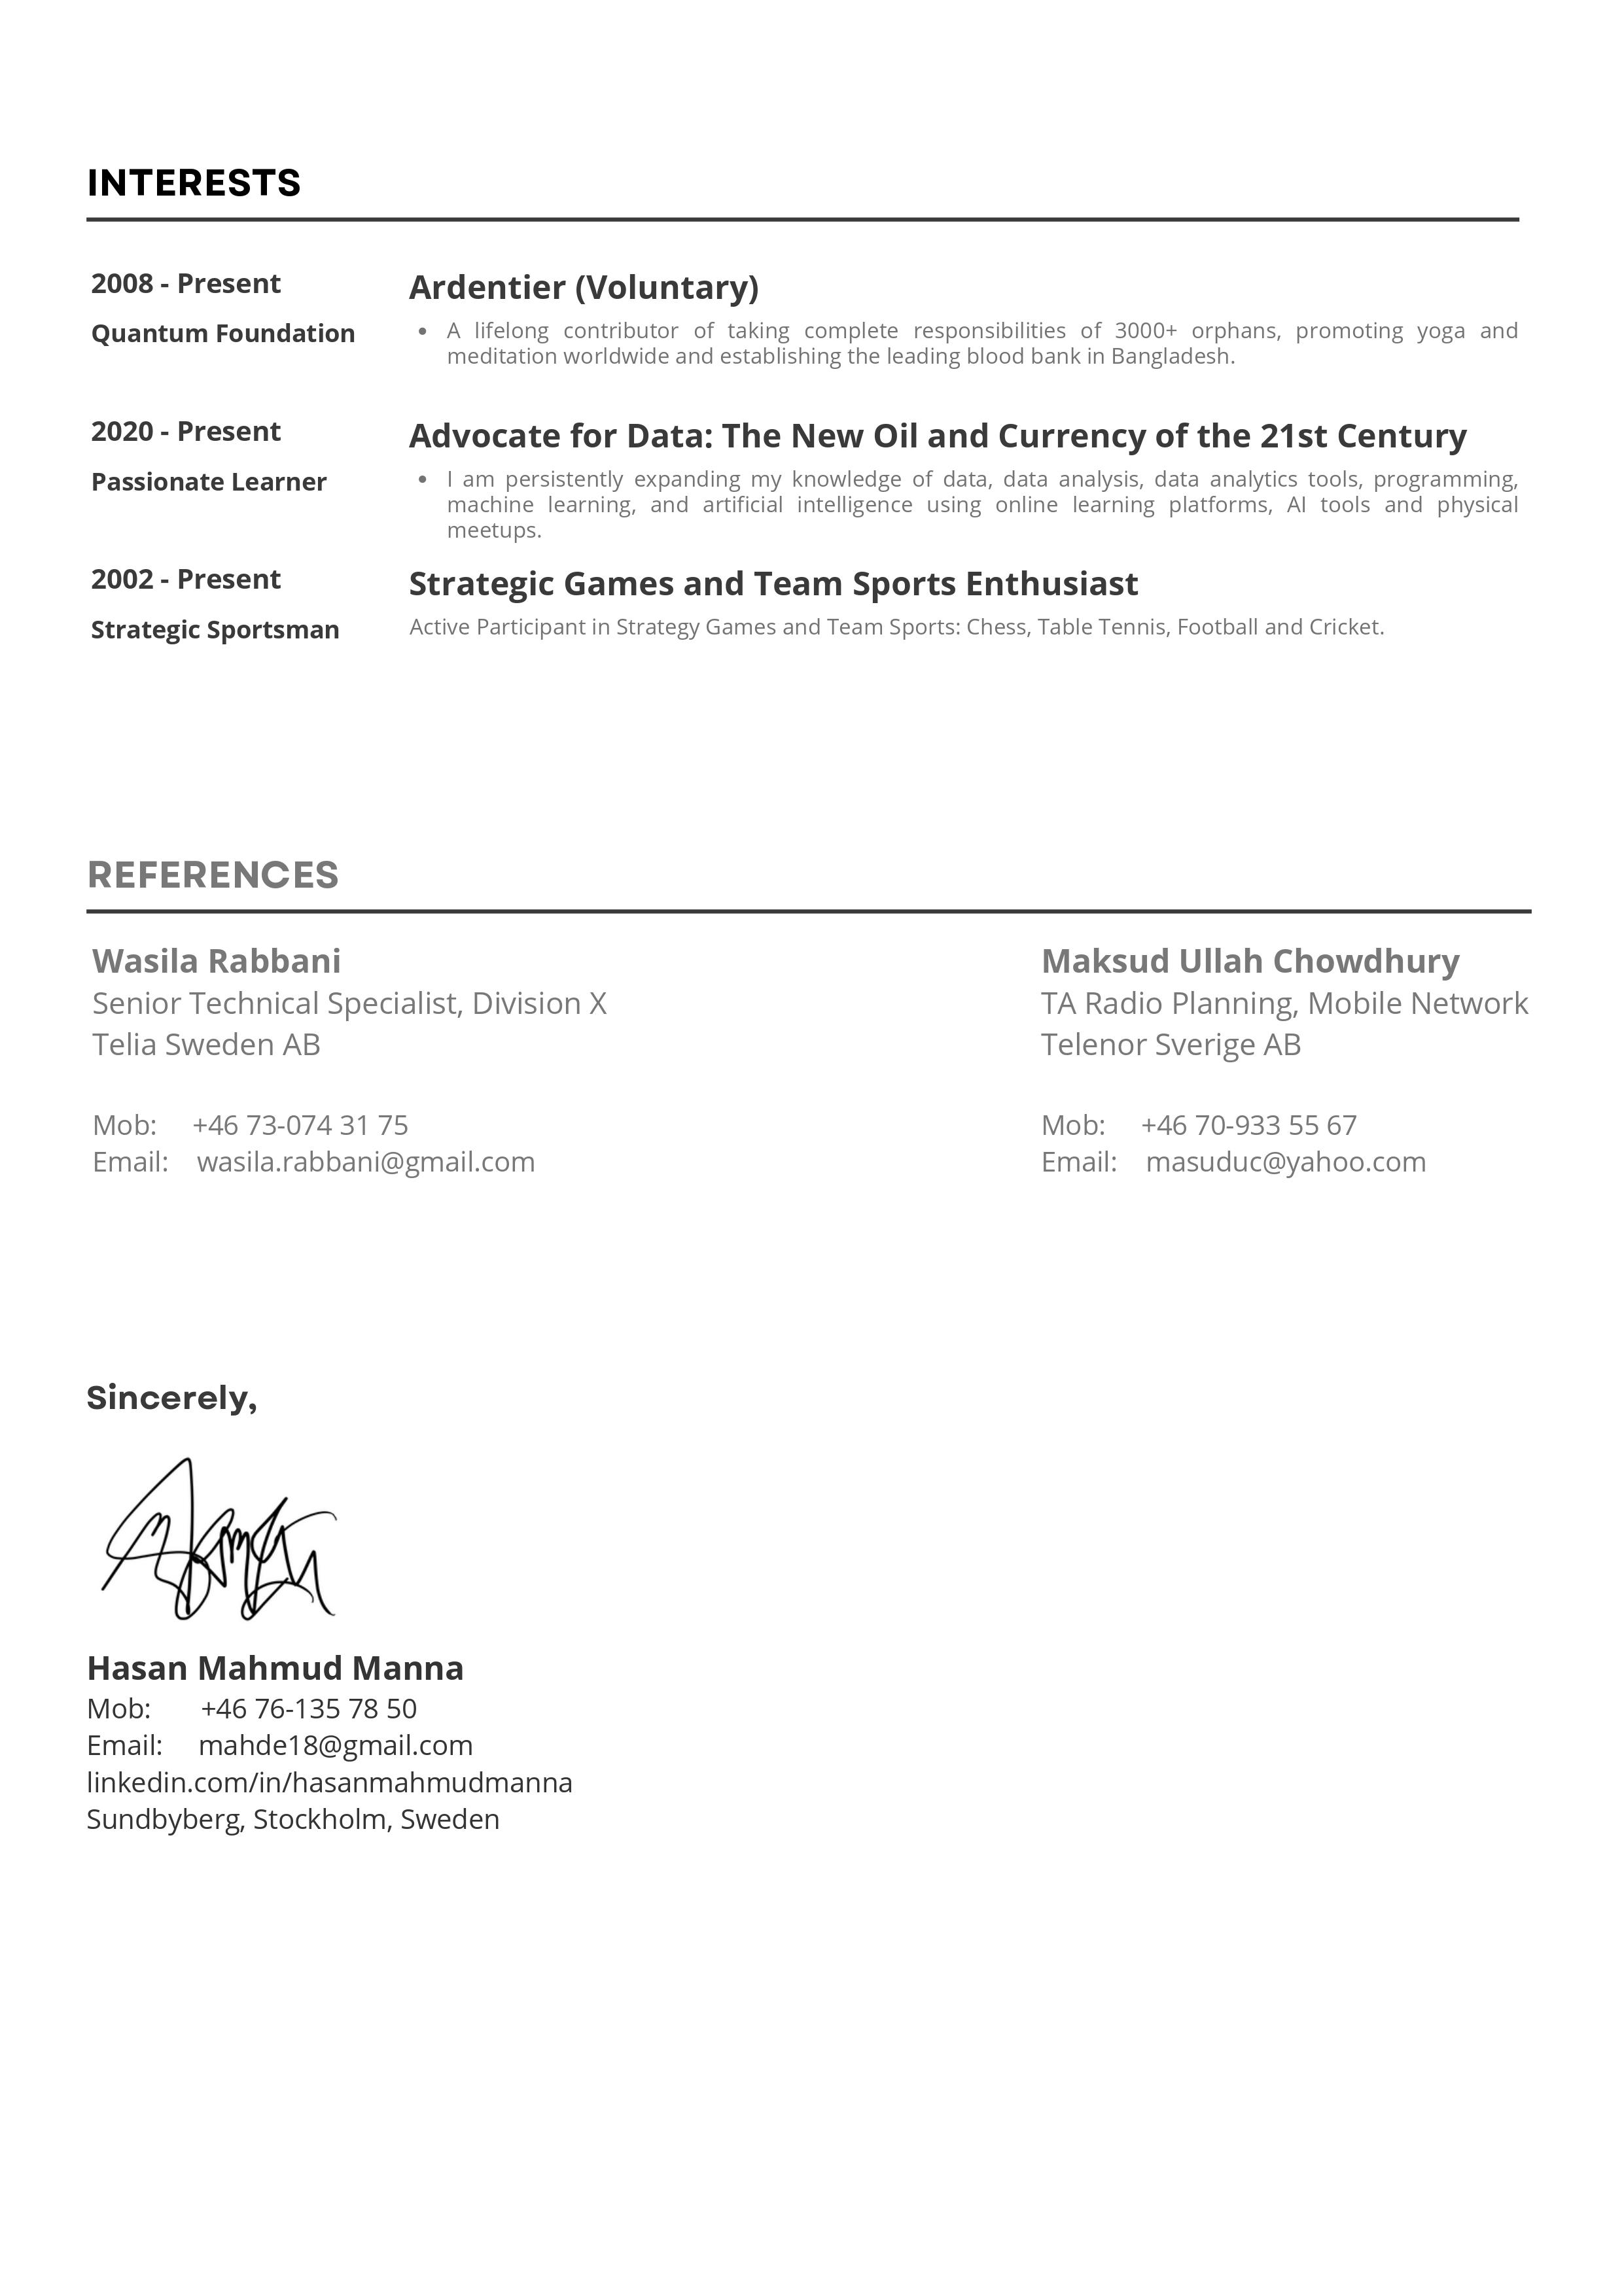 INTERESTS
2008 - Present
Quantum Foundation
Ardentier (Voluntary)
• A lifelong contributor of taking complete responsibilities of 3000+ orphans, promoting yoga and
meditation worldwide and establishing the leading blood bank in Bangladesh.
2020 - Present
Passionate Learner
Advocate for Data: The New Oil and Currency of the 21st Century
• I am persistently expanding my knowledge of data, data analysis, data analytics tools, programming,
machine learning, and artificial intelligence using online learning platforms, AI tools and physical
meetups.
2002 - Present
Strategic Sportsman
Strategic Games and Team Sports Enthusiast
Active Participant in Strategy Games and Team Sports: Chess, Table Tennis, Football and Cricket.
REFERENCES
Wasila Rabbani
Senior Technical Specialist, Division X
Telia Sweden AB
Mob: +46 73-074 31 75
Email: wasila.rabbani@gmail.com
Maksud Ullah Chowdhury
TA Radio Planning, Mobile Network
Telenor Sverige AB
Mob: +46 70-933 55 67
Email: masuduc@yahoo.com
Sincerely,
Hasan Mahmud Manna
Mob: +46 76-135 78 50
Email: mahde18@gmail.com
linkedin.com/in/hasanmahmudmanna
Sundbyberg, Stockholm, Sweden